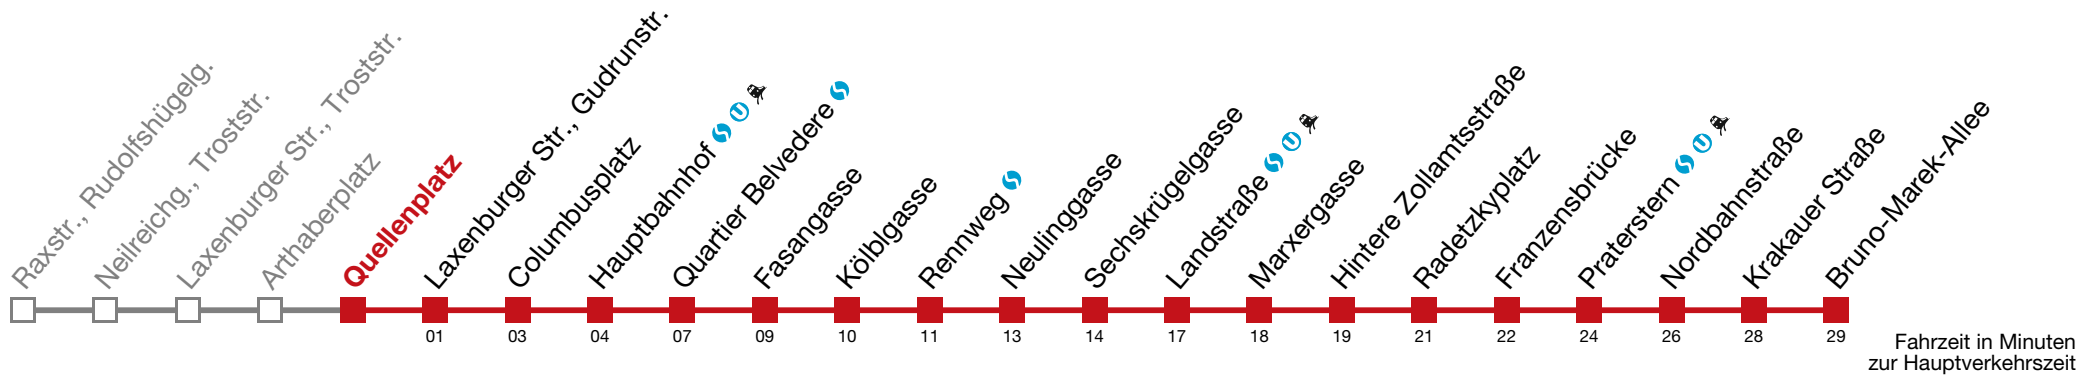 Raxstr., Rudolfshügelg.
Neilreichg., Troststr.
Laxenburger Str., Troststr.
Arthaberplatz
Quellenplatz
Laxenburger Str., Gudrunstr.
Columbusplatz
Hauptbahnhof S U
Quartier Belvedere S
Fasangasse
Kölblgasse
Rennweg S
Neulinggasse
Sechskrügelgasse
Landstraße S U
Marxergasse
Hintere Zollamtsstraße
Radetzkyplatz
Franzensbrücke
Praterstern S U
Nordbahnstraße
Krakauer Straße
Bruno-Marek-Allee
01 03 04 07 09 10 11 13 14 17 18 19 21 22 24 26 28 29
Fahrzeit in Minuten
zur Hauptverkehrszeit